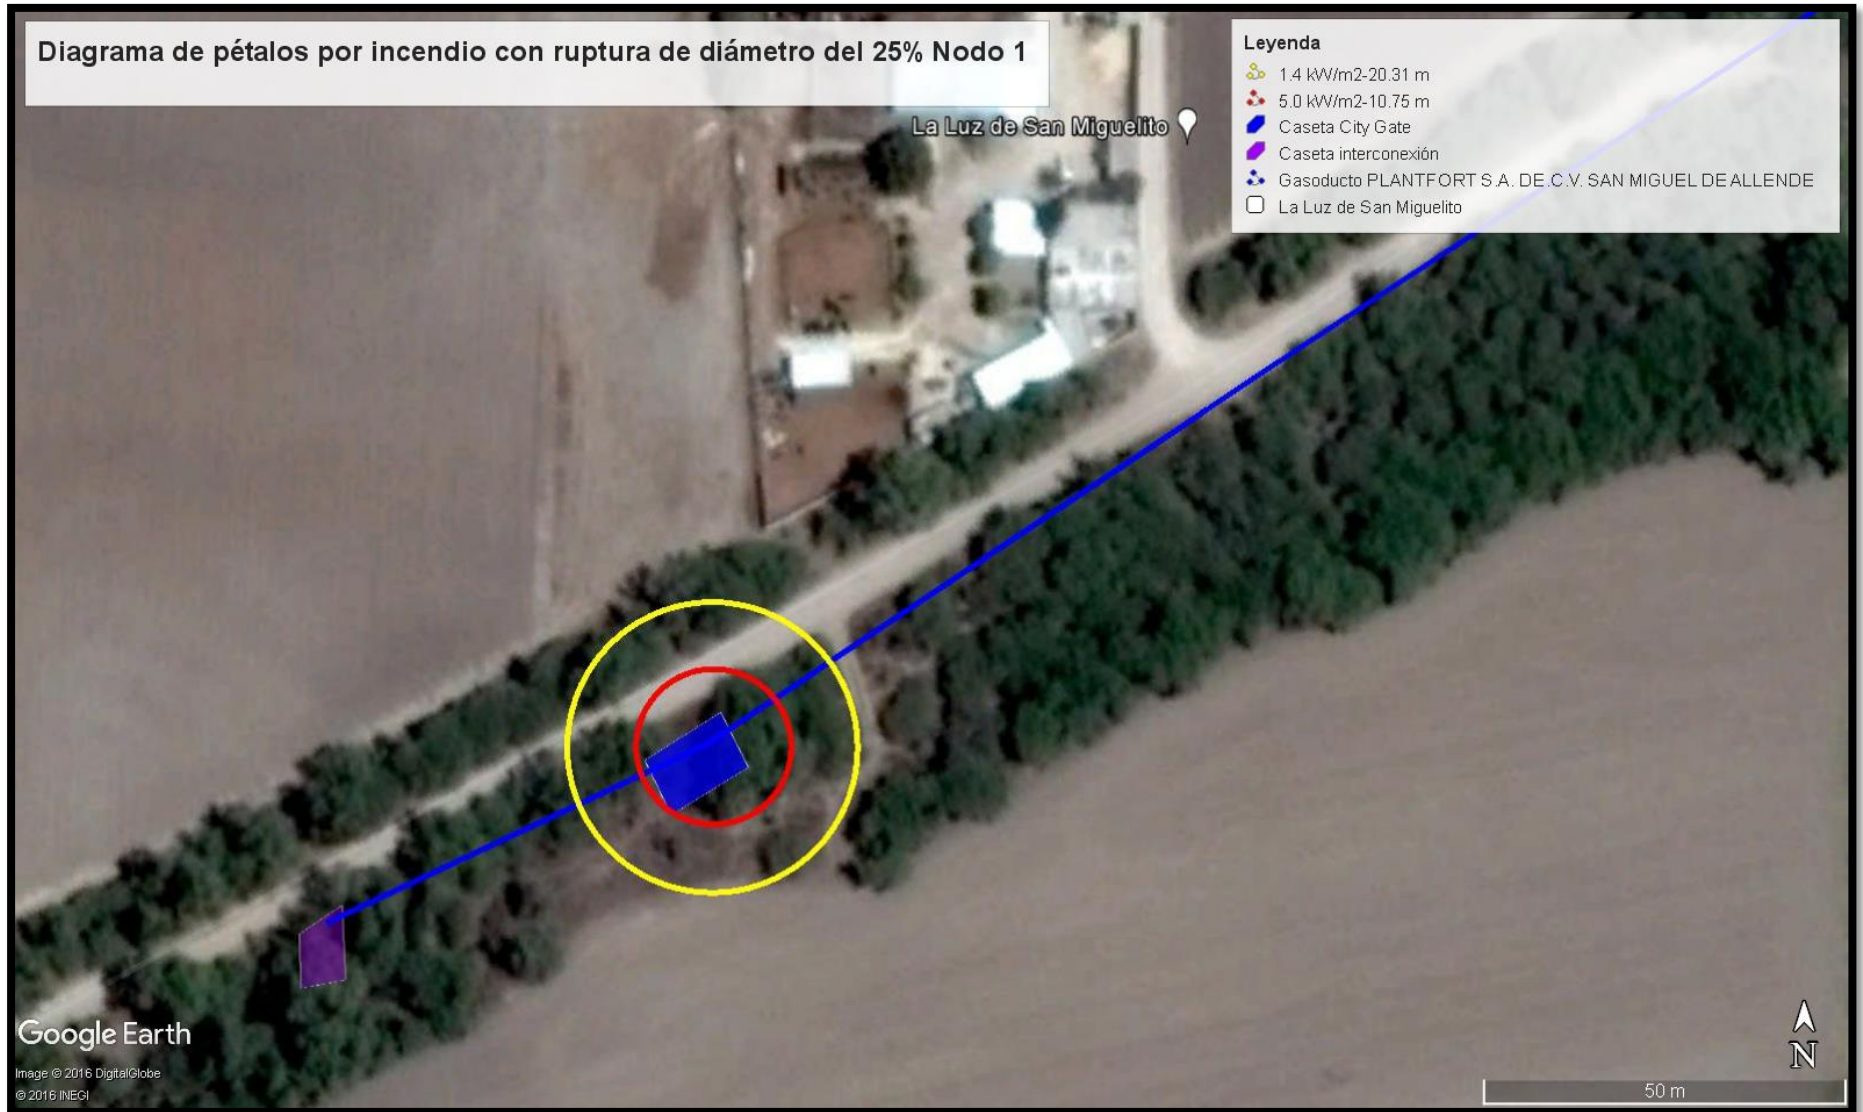 Diagrama de pétalos por incendio con ruptura de diámetro del 25% Nodo 1
Leyenda
1.4 kW/m2-20.31 m
5.0 kW/m2-10.75 m
Caseta City Gate
Caseta interconexión
Gasoducto PLANTFORT S.A. DE.C.V. SAN MIGUEL DE ALLENDE
La Luz de San Miguelito
La Luz de San Miguelito
Google Earth
Image © 2016 DigitalGlobe
© 2016 INEGI
N
50 m